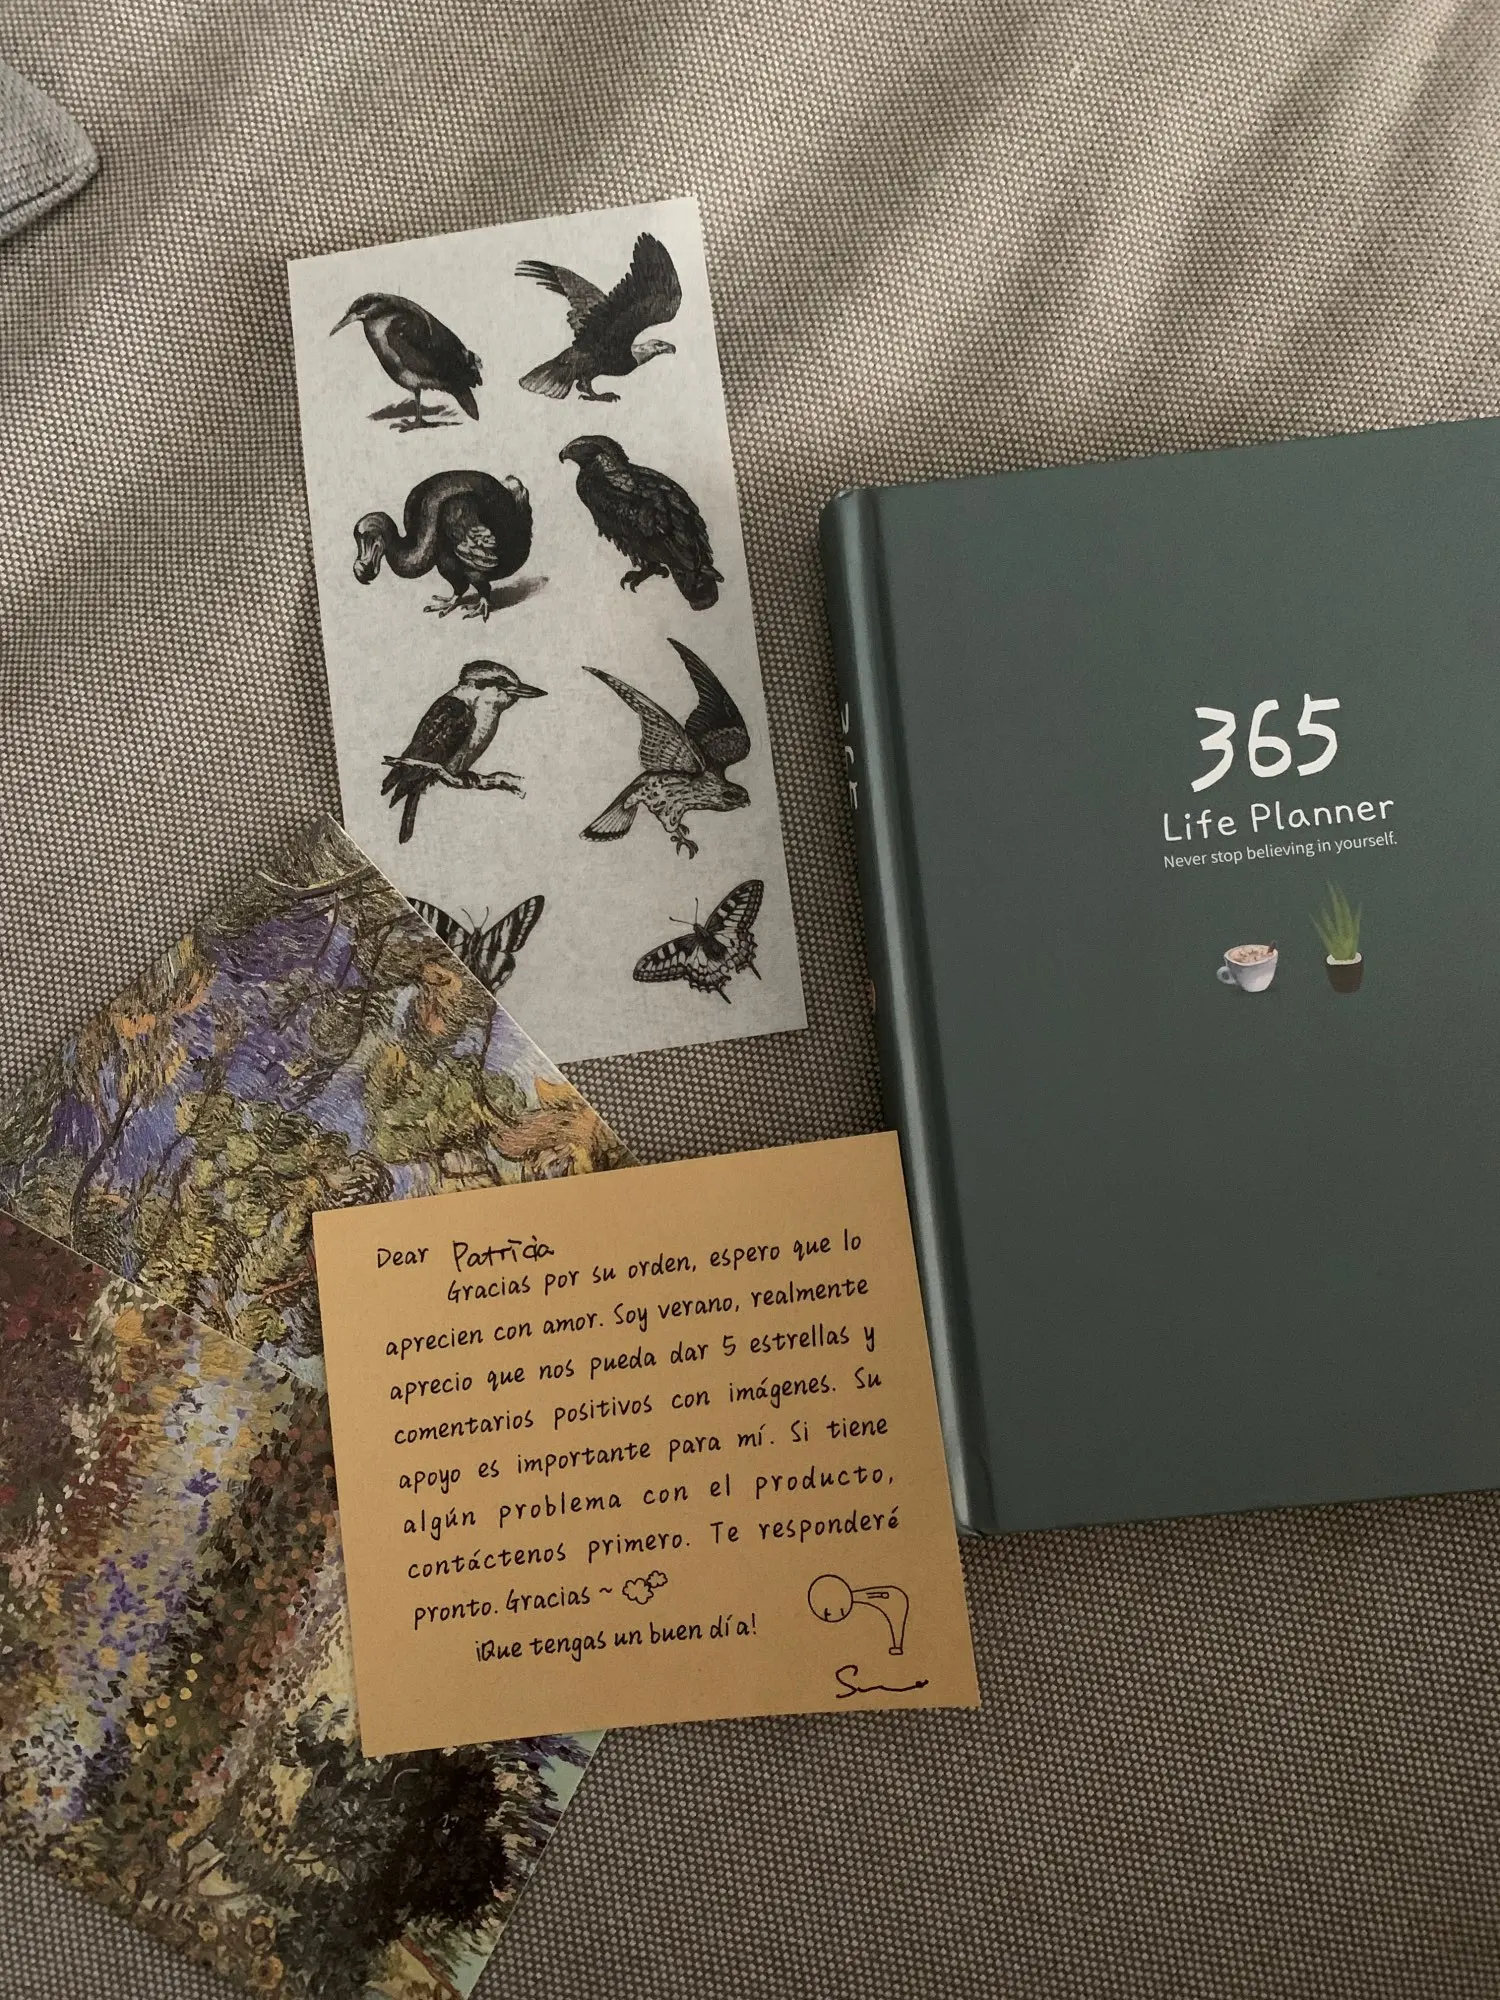 365
Life Planner
Never stop believing in yourself.
Dear Patricia
Gracias por su orden, espero que lo
aprecien con amor. Soy verano, realmente
aprecio que nos pueda dar 5 estrellas y
comentarios positivos con imágenes. Su
apoyo es importante para mí. Si tiene
algún problema con el producto,
contáctenos primero. Te responderé
pronto. Gracias ~
¡Que tengas un buen día!